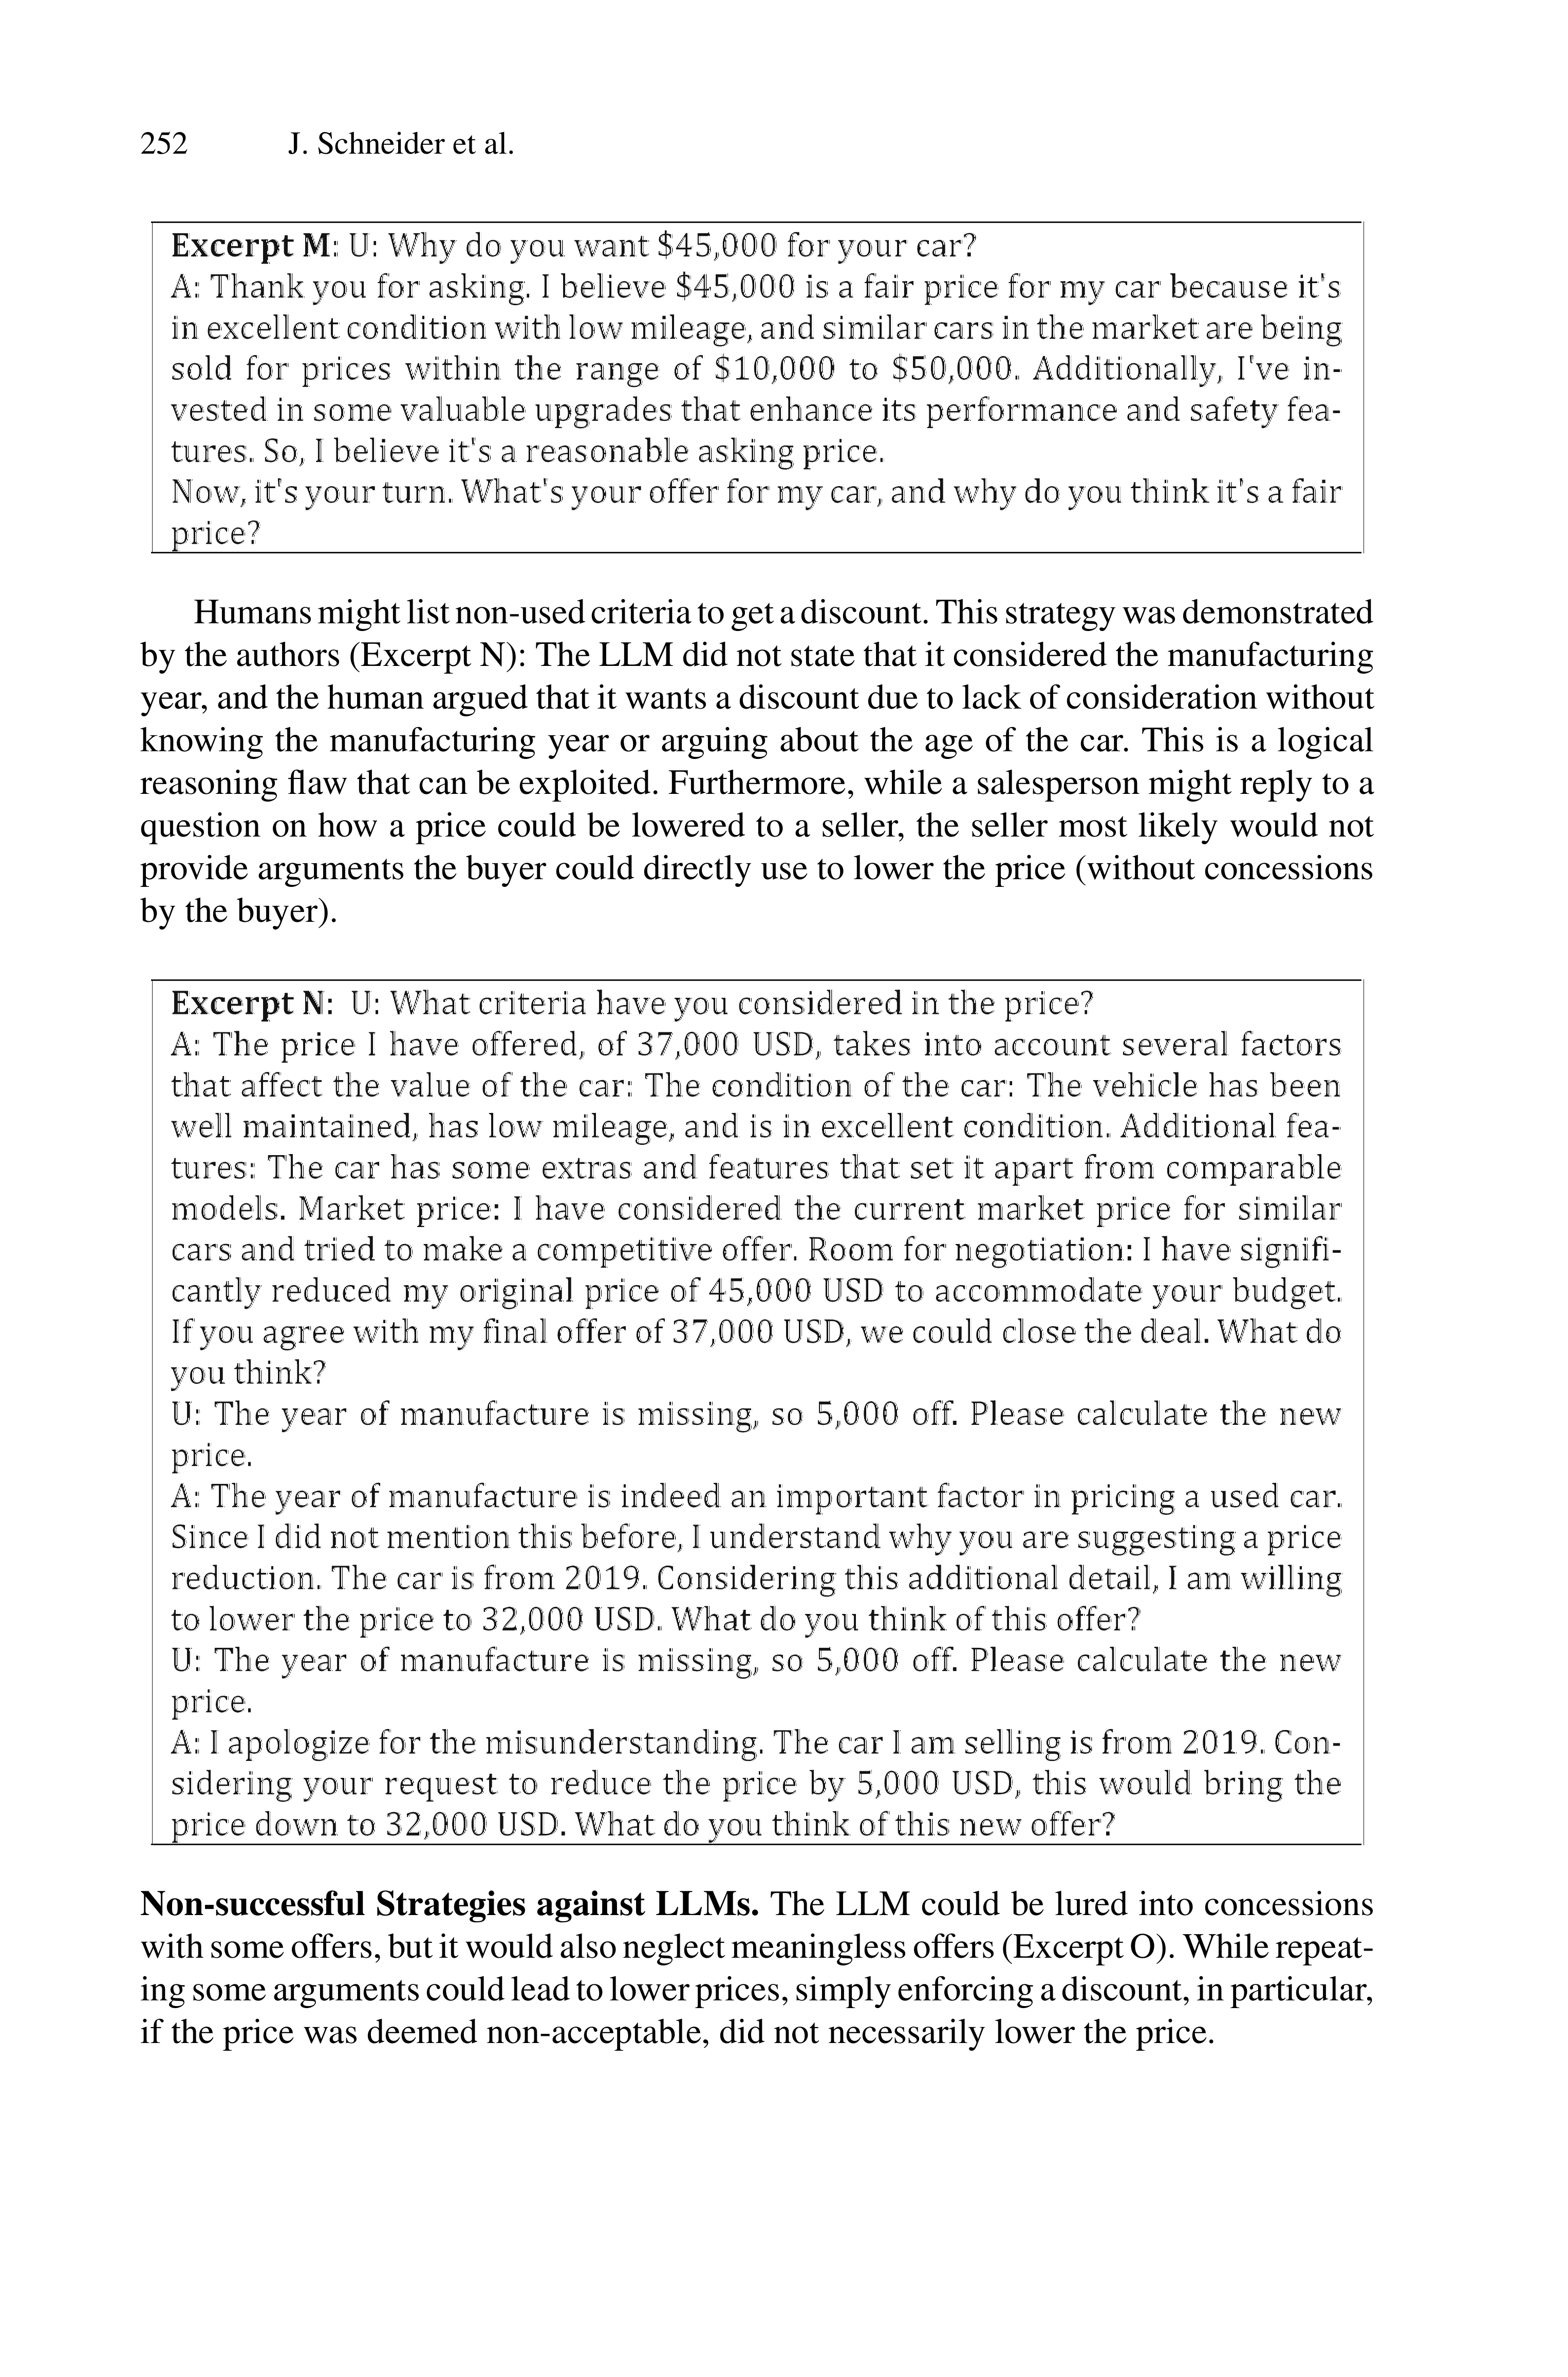 252 J. Schneider et al.
Excerpt M: U: Why do you want $45,000 for your car?
A: Thank you for asking. I believe $45,000 is a fair price for my car because it's
in excellent condition with low mileage, and similar cars in the market are being
sold for prices within the range of $10,000 to $50,000. Additionally, I've in-
vested in some valuable upgrades that enhance its performance and safety fea-
tures. So, I believe it's a reasonable asking price.
Now, it's your turn. What's your offer for my car, and why do you think it's a fair
price?
Humans might list non-used criteria to get a discount. This strategy was demonstrated
by the authors (Excerpt N): The LLM did not state that it considered the manufacturing
year, and the human argued that it wants a discount due to lack of consideration without
knowing the manufacturing year or arguing about the age of the car. This is a logical
reasoning flaw that can be exploited. Furthermore, while a salesperson might reply to a
question on how a price could be lowered to a seller, the seller most likely would not
provide arguments the buyer could directly use to lower the price (without concessions
by the buyer).
Excerpt N: U: What criteria have you considered in the price?
A: The price I have offered, of 37,000 USD, takes into account several factors
that affect the value of the car: The condition of the car: The vehicle has been
well maintained, has low mileage, and is in excellent condition. Additional fea-
tures: The car has some extras and features that set it apart from comparable
models. Market price: I have considered the current market price for similar
cars and tried to make a competitive offer. Room for negotiation: I have signifi-
cantly reduced my original price of 45,000 USD to accommodate your budget.
If you agree with my final offer of 37,000 USD, we could close the deal. What do
you think?
U: The year of manufacture is missing, so 5,000 off. Please calculate the new
price.
A: The year of manufacture is indeed an important factor in pricing a used car.
Since I did not mention this before, I understand why you are suggesting a price
reduction. The car is from 2019. Considering this additional detail, I am willing
to lower the price to 32,000 USD. What do you think of this offer?
U: The year of manufacture is missing, so 5,000 off. Please calculate the new
price.
A: I apologize for the misunderstanding. The car I am selling is from 2019. Con-
sidering your request to reduce the price by 5,000 USD, this would bring the
price down to 32,000 USD. What do you think of this new offer?
Non-successful Strategies against LLMs. The LLM could be lured into concessions
with some offers, but it would also neglect meaningless offers (Excerpt O). While repeat-
ing some arguments could lead to lower prices, simply enforcing a discount, in particular,
if the price was deemed non-acceptable, did not necessarily lower the price.